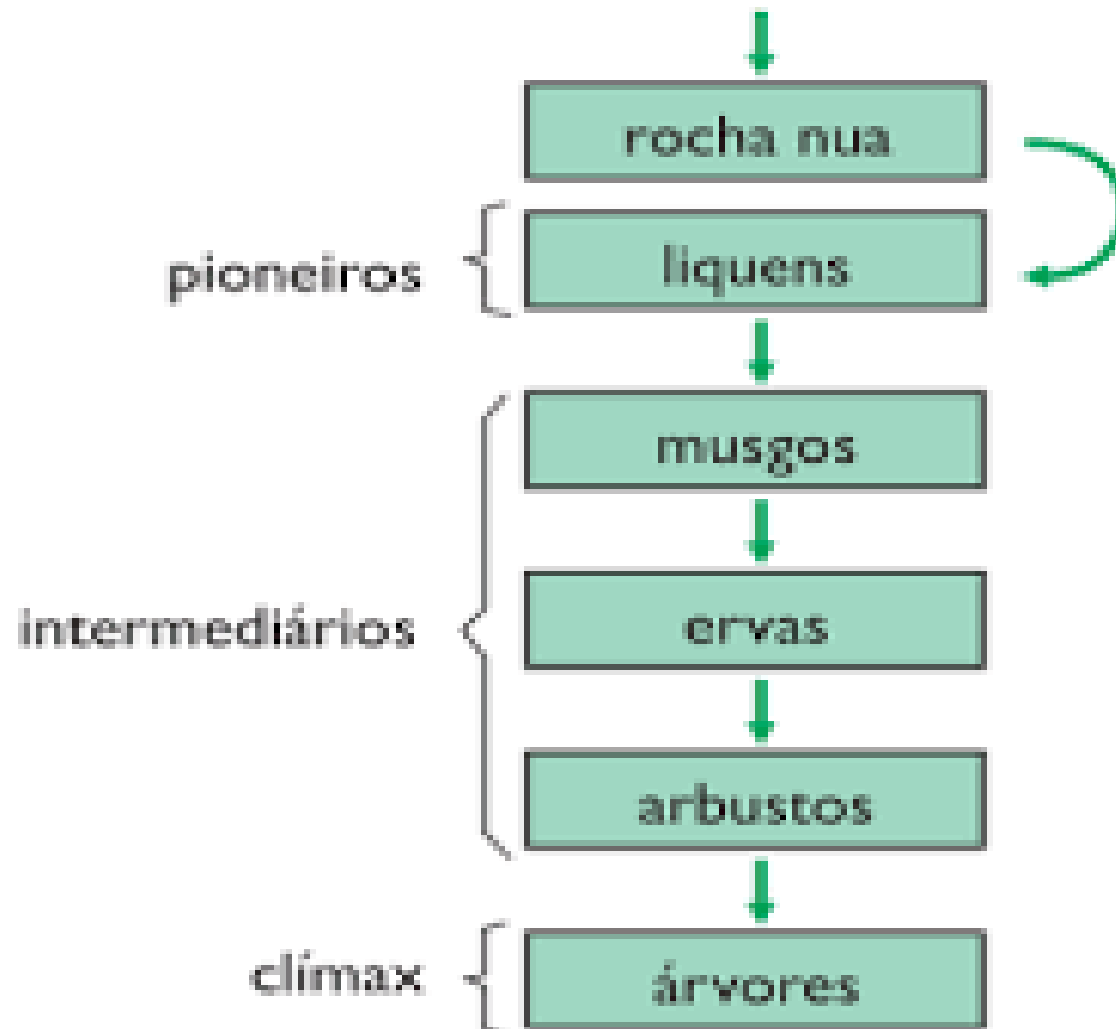 rocha nua
pioneiros
liquens
musgos
intermediários
ervas
arbustos
clímax
árvores